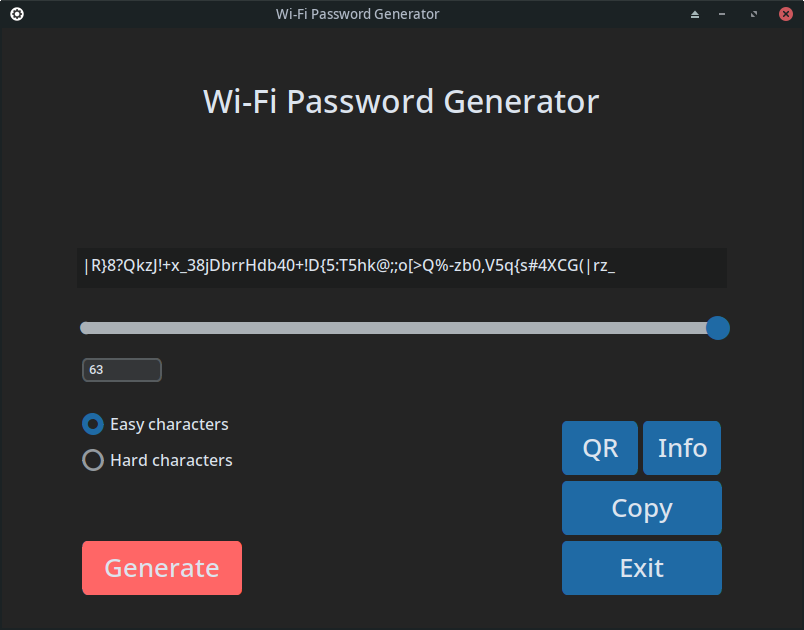 Wi-Fi Password Generator
Wi-Fi Password Generator
|R}8?QkzJ!+x_38jDbrrHdb40+!D{5:T5hk@;;o[>Q%-zb0,V5q{s#4XCG(|rz_
63
Easy characters
Hard characters
QR
Info
Copy
Generate
Exit